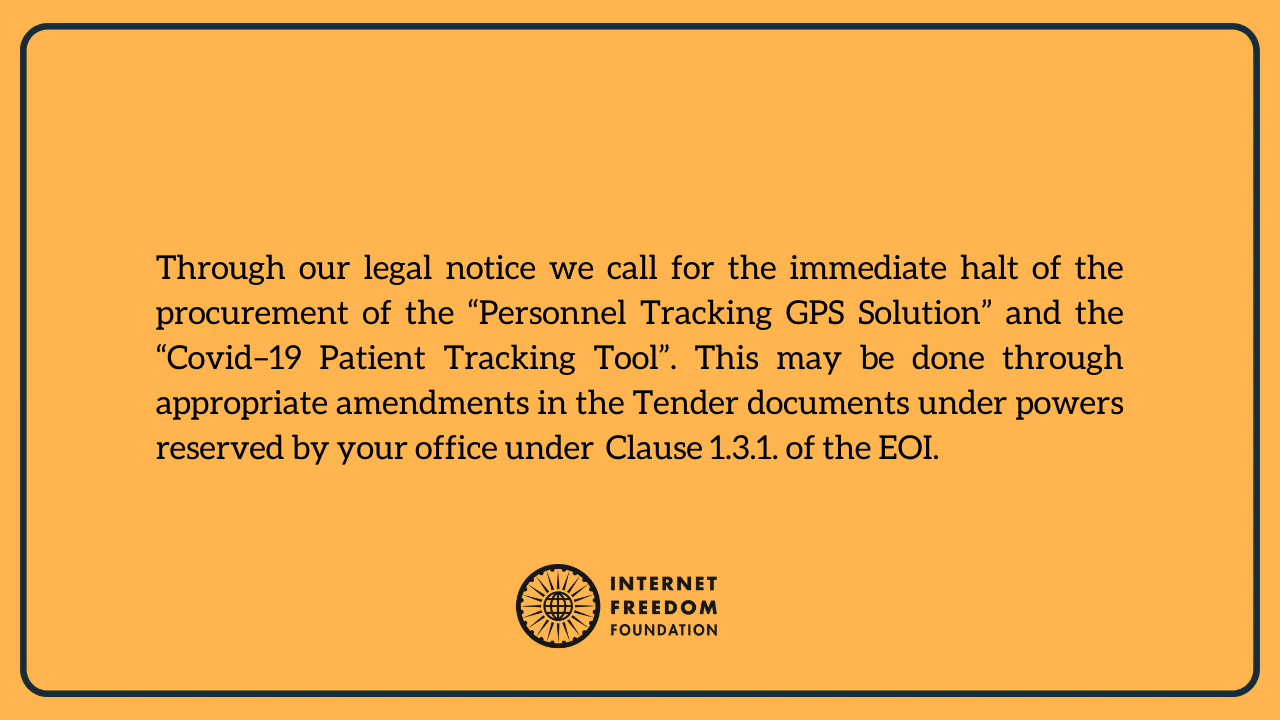 Through our legal notice we call for the immediate halt of the
procurement of the “Personnel Tracking GPS Solution” and the
“Covid–19 Patient Tracking Tool”. This may be done through
appropriate amendments in the Tender documents under powers
reserved by your office under Clause 1.3.1. of the EOI.
INTERNET
FREEDOM
FOUNDATION